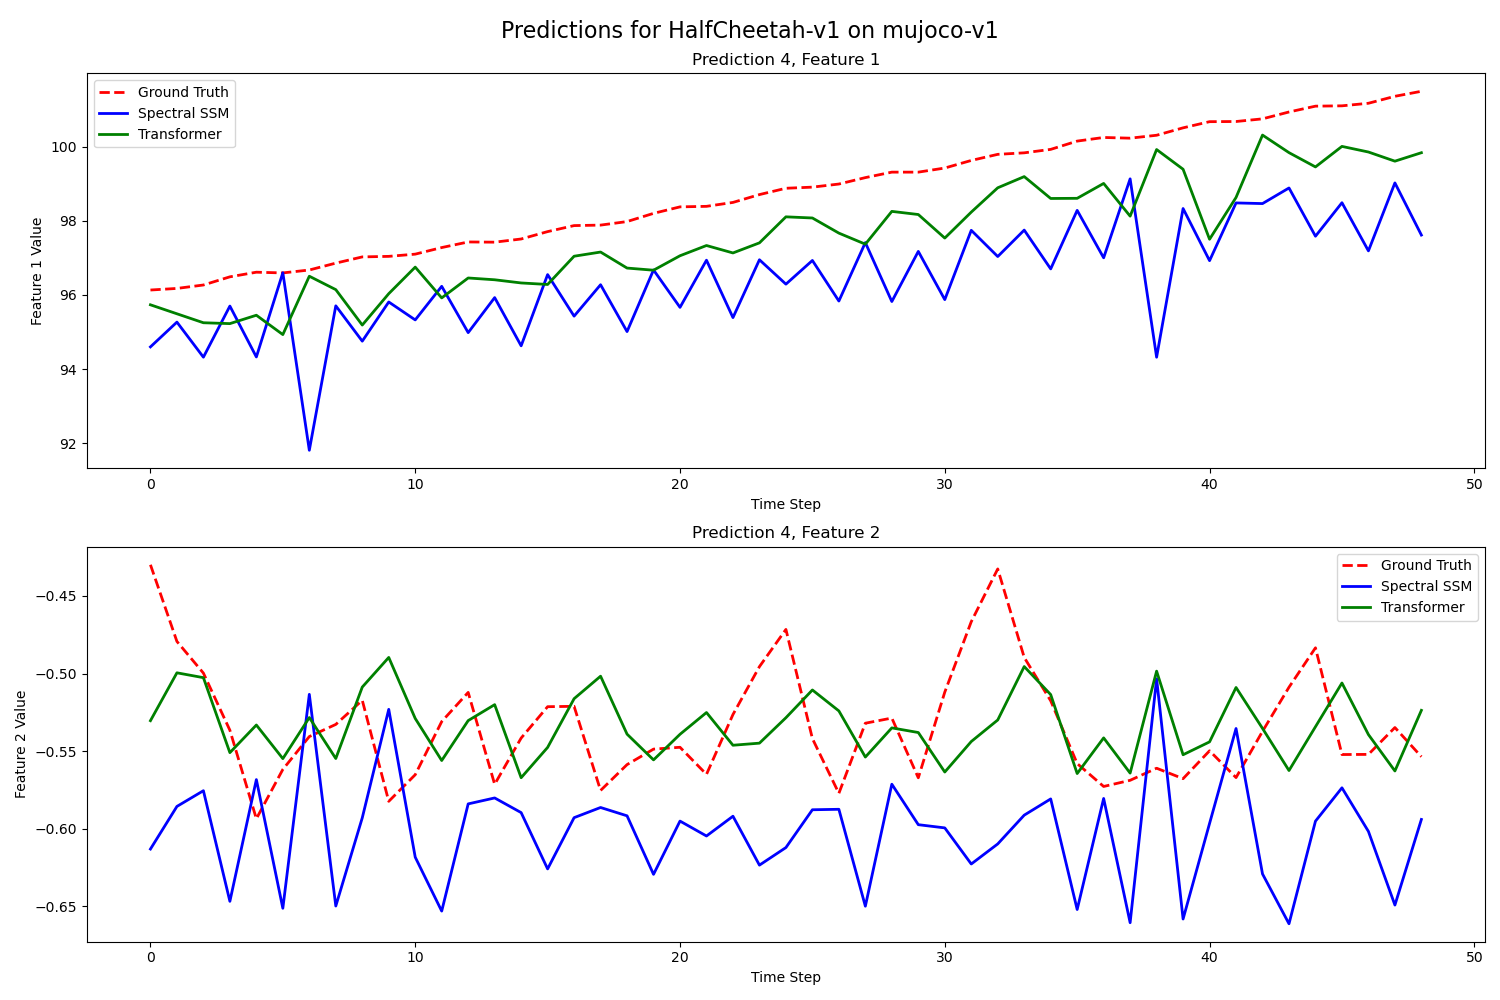 Predictions for HalfCheetah-v1 on mujoco-v1
Prediction 4, Feature 1
Ground Truth
Spectral SSM
Transformer
Feature 1 Value
100
98
96
94
92
0 10 20 30 40 50
Time Step
Prediction 4, Feature 2
Ground Truth
Spectral SSM
Transformer
Feature 2 Value
−0.45
−0.50
−0.55
−0.60
−0.65
0 10 20 30 40 50
Time Step